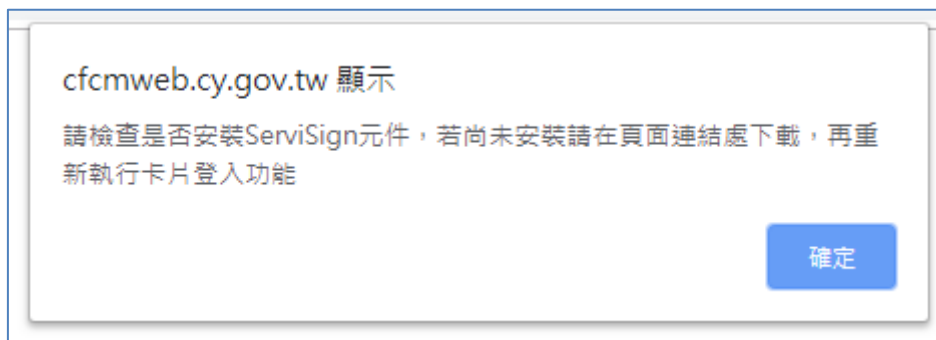 cfcmweb.cy.gov.tw 顯示
請檢查是否安裝ServiSign元件，若尚未安裝請在頁面連結處下載，再重
新執行卡片登入功能
確定